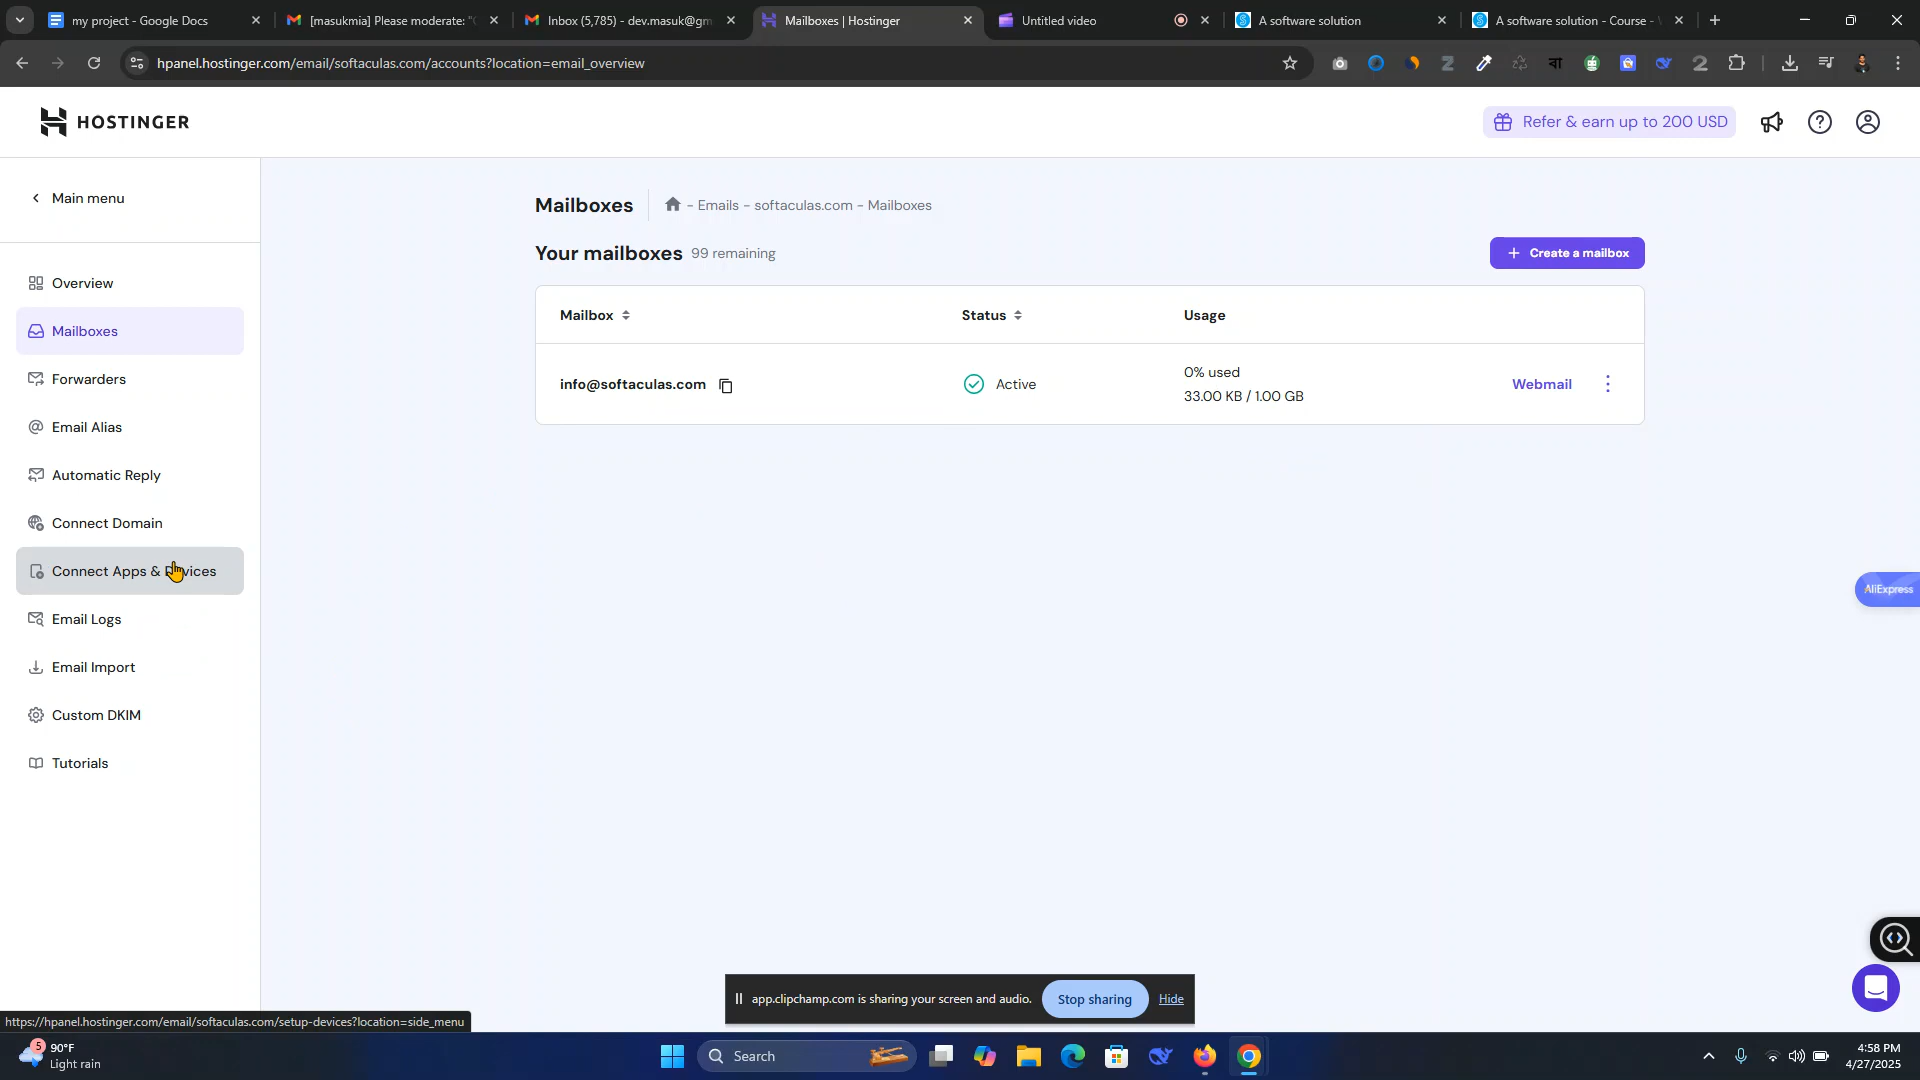 my project - Google Docs
[masukmia] Please moderate: "
Inbox (5,785) - dev.masuk@gm
Mailboxes | Hostinger
Untitled video
A software solution
A software solution - Course -
hpanel.hostinger.com/email/softaculas.com/accounts?location=email_overview
HOSTINGER
Refer & earn up to 200 USD
Main menu
Overview
Mailboxes
Forwarders
Email Alias
Automatic Reply
Connect Domain
Connect Apps & Devices
Email Logs
Email Import
Custom DKIM
Tutorials
Mailboxes
- Emails - softaculas.com - Mailboxes
Your mailboxes 99 remaining
+ Create a mailbox
Mailbox Status Usage
info@softaculas.com Active
0% used
33.00 KB / 1.00 GB
Webmail
AliExpress
app.clipchamp.com is sharing your screen and audio. Stop sharing Hide
https://hpanel.hostinger.com/email/softaculas.com/setup-devices?location=side_menu
5
90°F
Light rain
Search
4:58 PM
4/27/2025